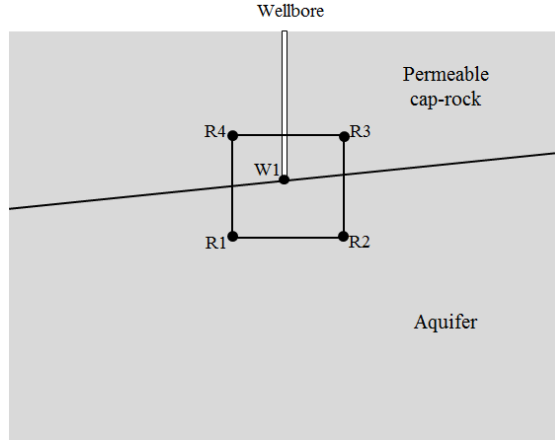 Wellbore
Permeable
cap-rock
R4
R3
W1
R1
R2
Aquifer